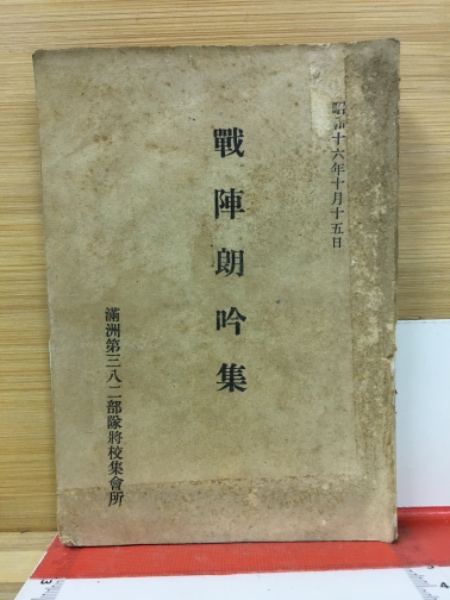 昭和十六年十月十五日
戰陣朗吟集
滿洲第三八二部隊將校集會所